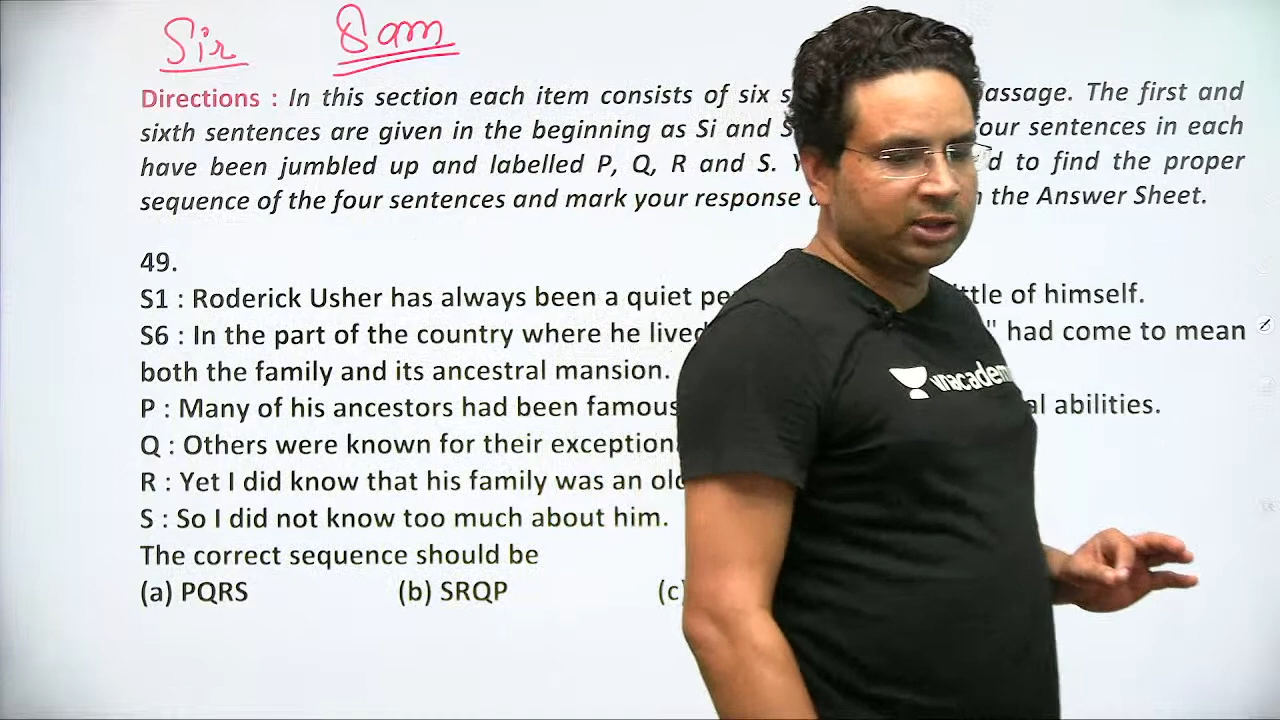 Sir Sam
Directions : In this section each item consists of six assage. The first and
sixth sentences are given in the beginning as Si and four sentences in each
have been jumbled up and labelled P, Q, R and S. to find the proper
sequence of the four sentences and mark your response the Answer Sheet.
49.
S1 : Roderick Usher has always been a quiet of himself.
S6 : In the part of the country where he lived " had come to mean
both the family and its ancestral mansion.
P : Many of his ancestors had been famous abilities.
Q : Others were known for their
R : Yet I did know that his family was an
S : So I did not know too much about him.
The correct sequence should be
(a) PQRS (b) SRQP (c)